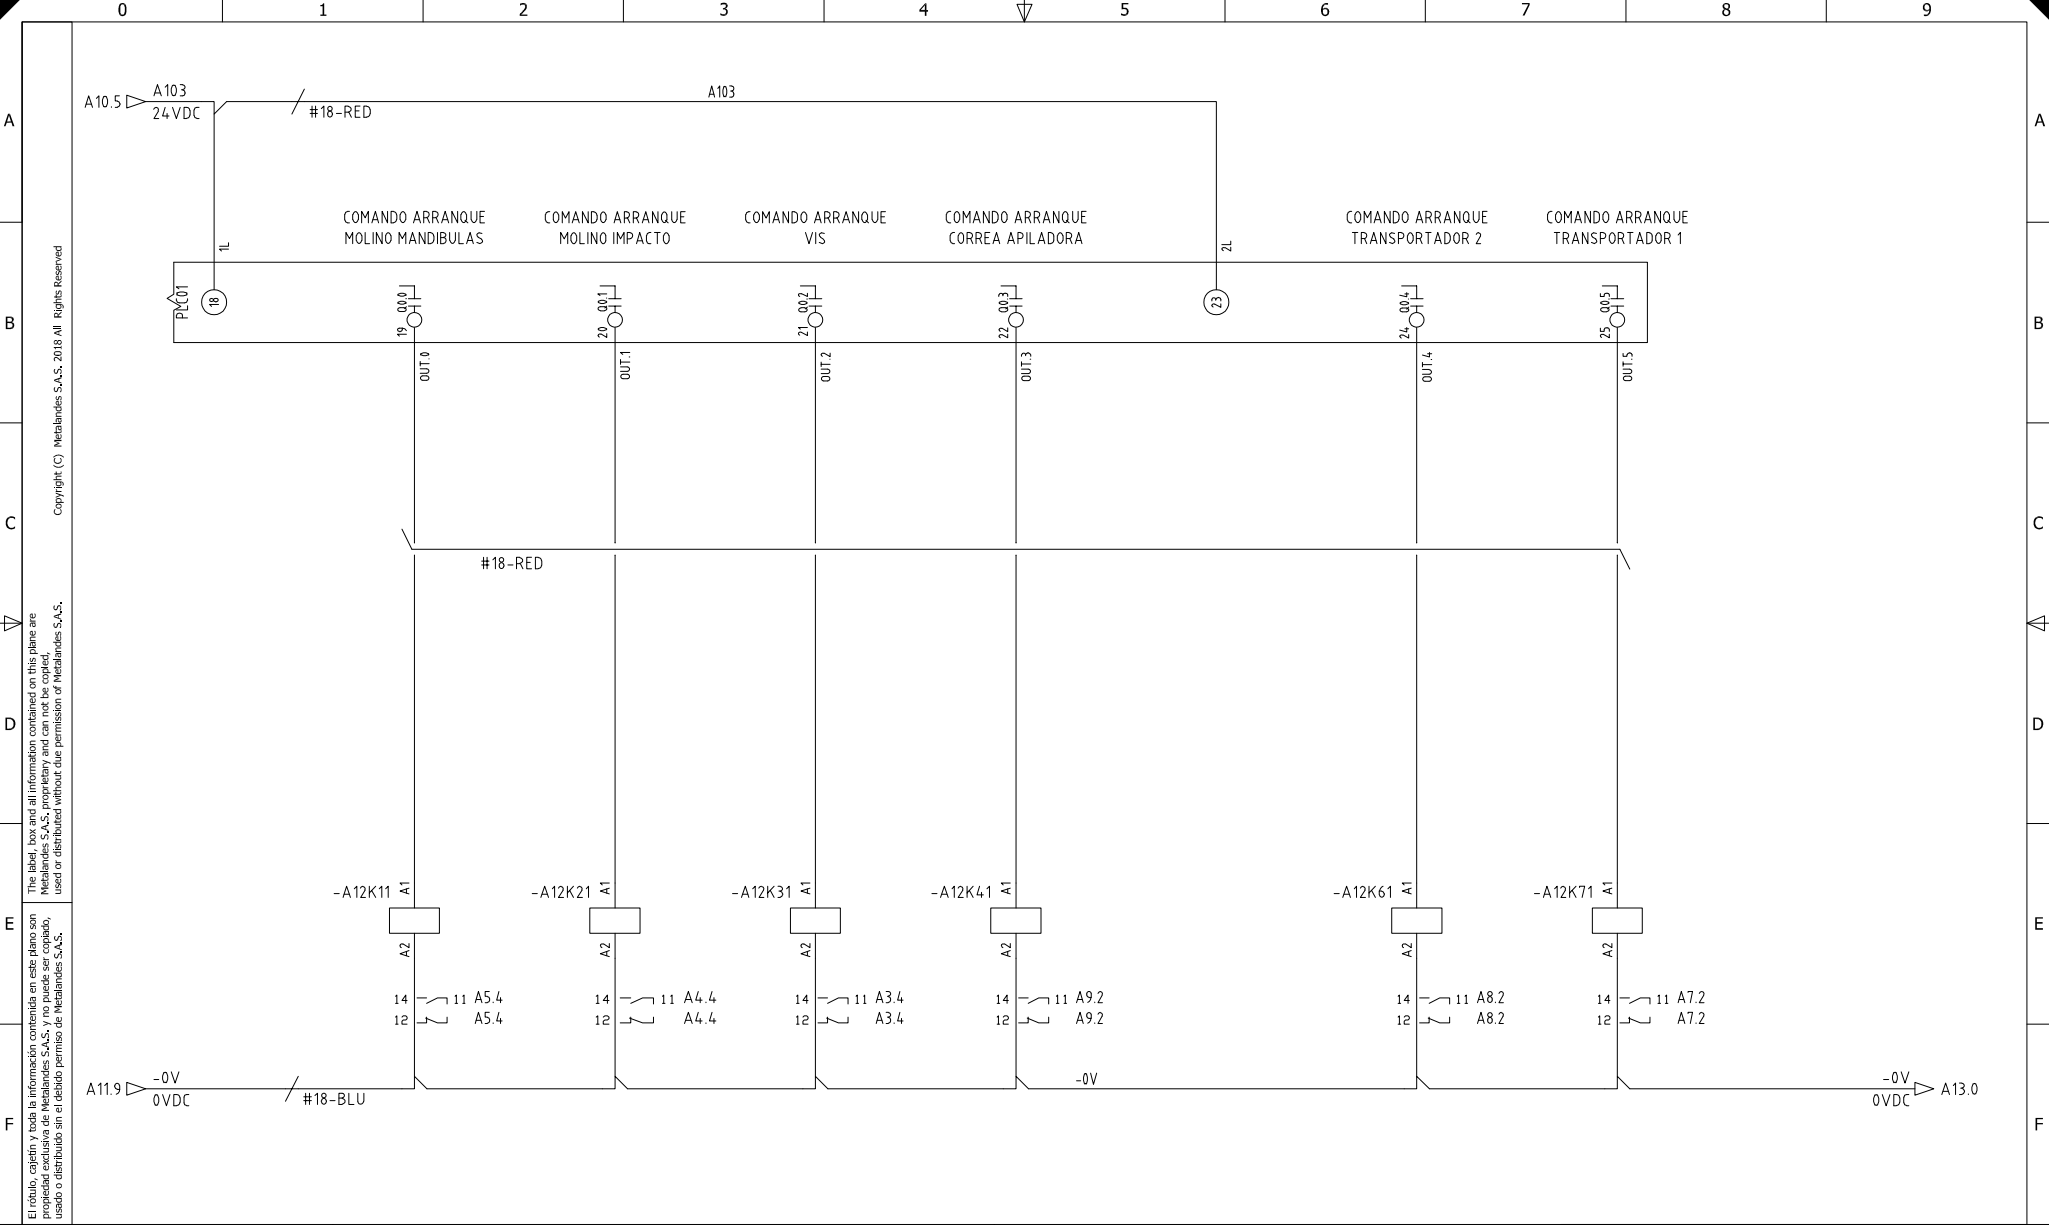 0 1 2 3 4 5 6 7 8 9
A10.5 A103 24VDC
#18-RED
A103
A A
COMANDO ARRANQUE MOLINO MANDIBULAS
COMANDO ARRANQUE MOLINO IMPACTO
COMANDO ARRANQUE VIS
COMANDO ARRANQUE CORREA APILADORA
COMANDO ARRANQUE TRANSPORTADOR 2
COMANDO ARRANQUE TRANSPORTADOR 1
1L 2L
B B
PLC01 18 19 Q0.0 20 Q0.1 21 Q0.2 22 Q0.3 23 24 Q0.4 25 Q0.5
OUT.0 OUT.1 OUT.2 OUT.3 OUT.4 OUT.5
C C
#18-RED
D D
-A12K11 A1 -A12K21 A1 -A12K31 A1 -A12K41 A1 -A12K61 A1 -A12K71 A1
E E
A2 A2 A2 A2 A2 A2
14 11 A5.4 14 11 A4.4 14 11 A3.4 14 11 A9.2 14 11 A8.2 14 11 A7.2
12 A5.4 12 A4.4 12 A3.4 12 A9.2 12 A8.2 12 A7.2
A11.9 -0V 0VDC
#18-BLU
-0V
-0V 0VDC A13.0
F F
Copyright (C) Metalandes S.A.S. 2018 All Rights Reserved
The label, box and all information contained on this plane are
Metalandes S.A.S. proprietary and can not be copied,
used or distributed without due permission of Metalandes S.A.S.
El rótulo, cajetín y toda la información contenida en este plano son
propiedad exclusiva de Metalandes S.A.S. y no puede ser copiado,
usado o distribuido sin el debido permiso de Metalandes S.A.S.